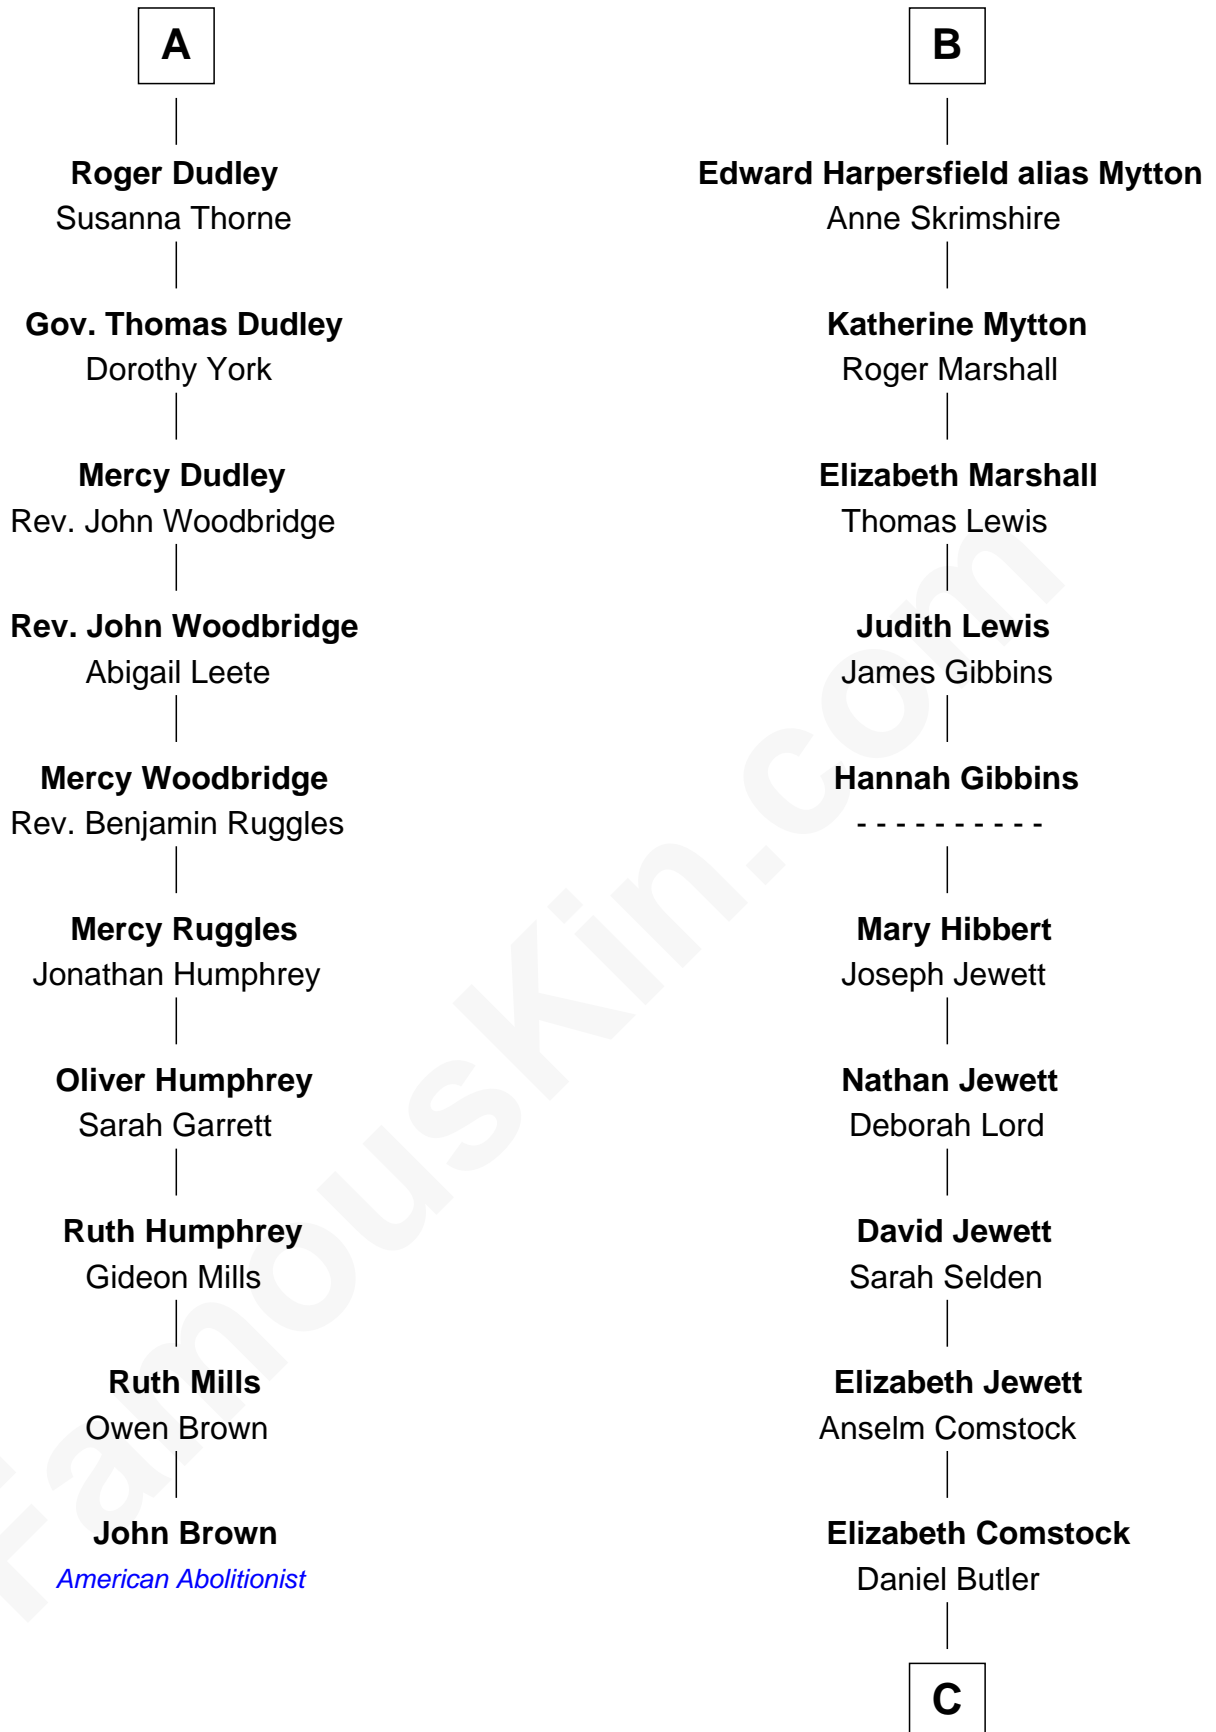 A
Roger Dudley
Susanna Thorne
Gov. Thomas Dudley
Dorothy York
Mercy Dudley
Rev. John Woodbridge
Rev. John Woodbridge
Abigail Leete
Mercy Woodbridge
Rev. Benjamin Ruggles
Mercy Ruggles
Jonathan Humphrey
Oliver Humphrey
Sarah Garrett
Ruth Humphrey
Gideon Mills
Ruth Mills
Owen Brown
John Brown
American Abolitionist
B
Edward Harpersfield alias Mytton
Anne Skrimshire
Katherine Mytton
Roger Marshall
Elizabeth Marshall
Thomas Lewis
Judith Lewis
James Gibbins
Hannah Gibbins
- - - - - - - - - -
Mary Hibbert
Joseph Jewett
Nathan Jewett
Deborah Lord
David Jewett
Sarah Selden
Elizabeth Jewett
Anselm Comstock
Elizabeth Comstock
Daniel Butler
C
FamousKin.com